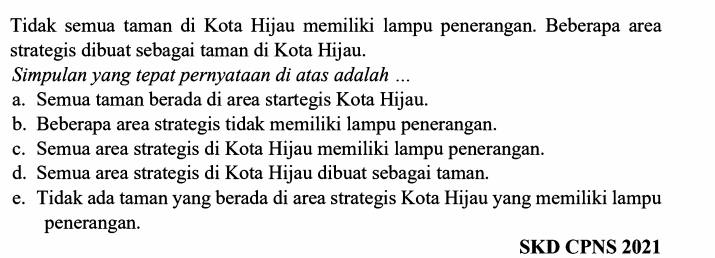 Tidak semua taman di Kota Hijau memiliki lampu penerangan. Beberapa area
strategis dibuat sebagai taman di Kota Hijau.
Simpulan yang tepat pernyataan di atas adalah ...
a. Semua taman berada di area startegis Kota Hijau.
b. Beberapa area strategis tidak memiliki lampu penerangan.
c. Semua area strategis di Kota Hijau memiliki lampu penerangan.
d. Semua area strategis di Kota Hijau dibuat sebagai taman.
e. Tidak ada taman yang berada di area strategis Kota Hijau yang memiliki lampu
penerangan.
SKD CPNS 2021